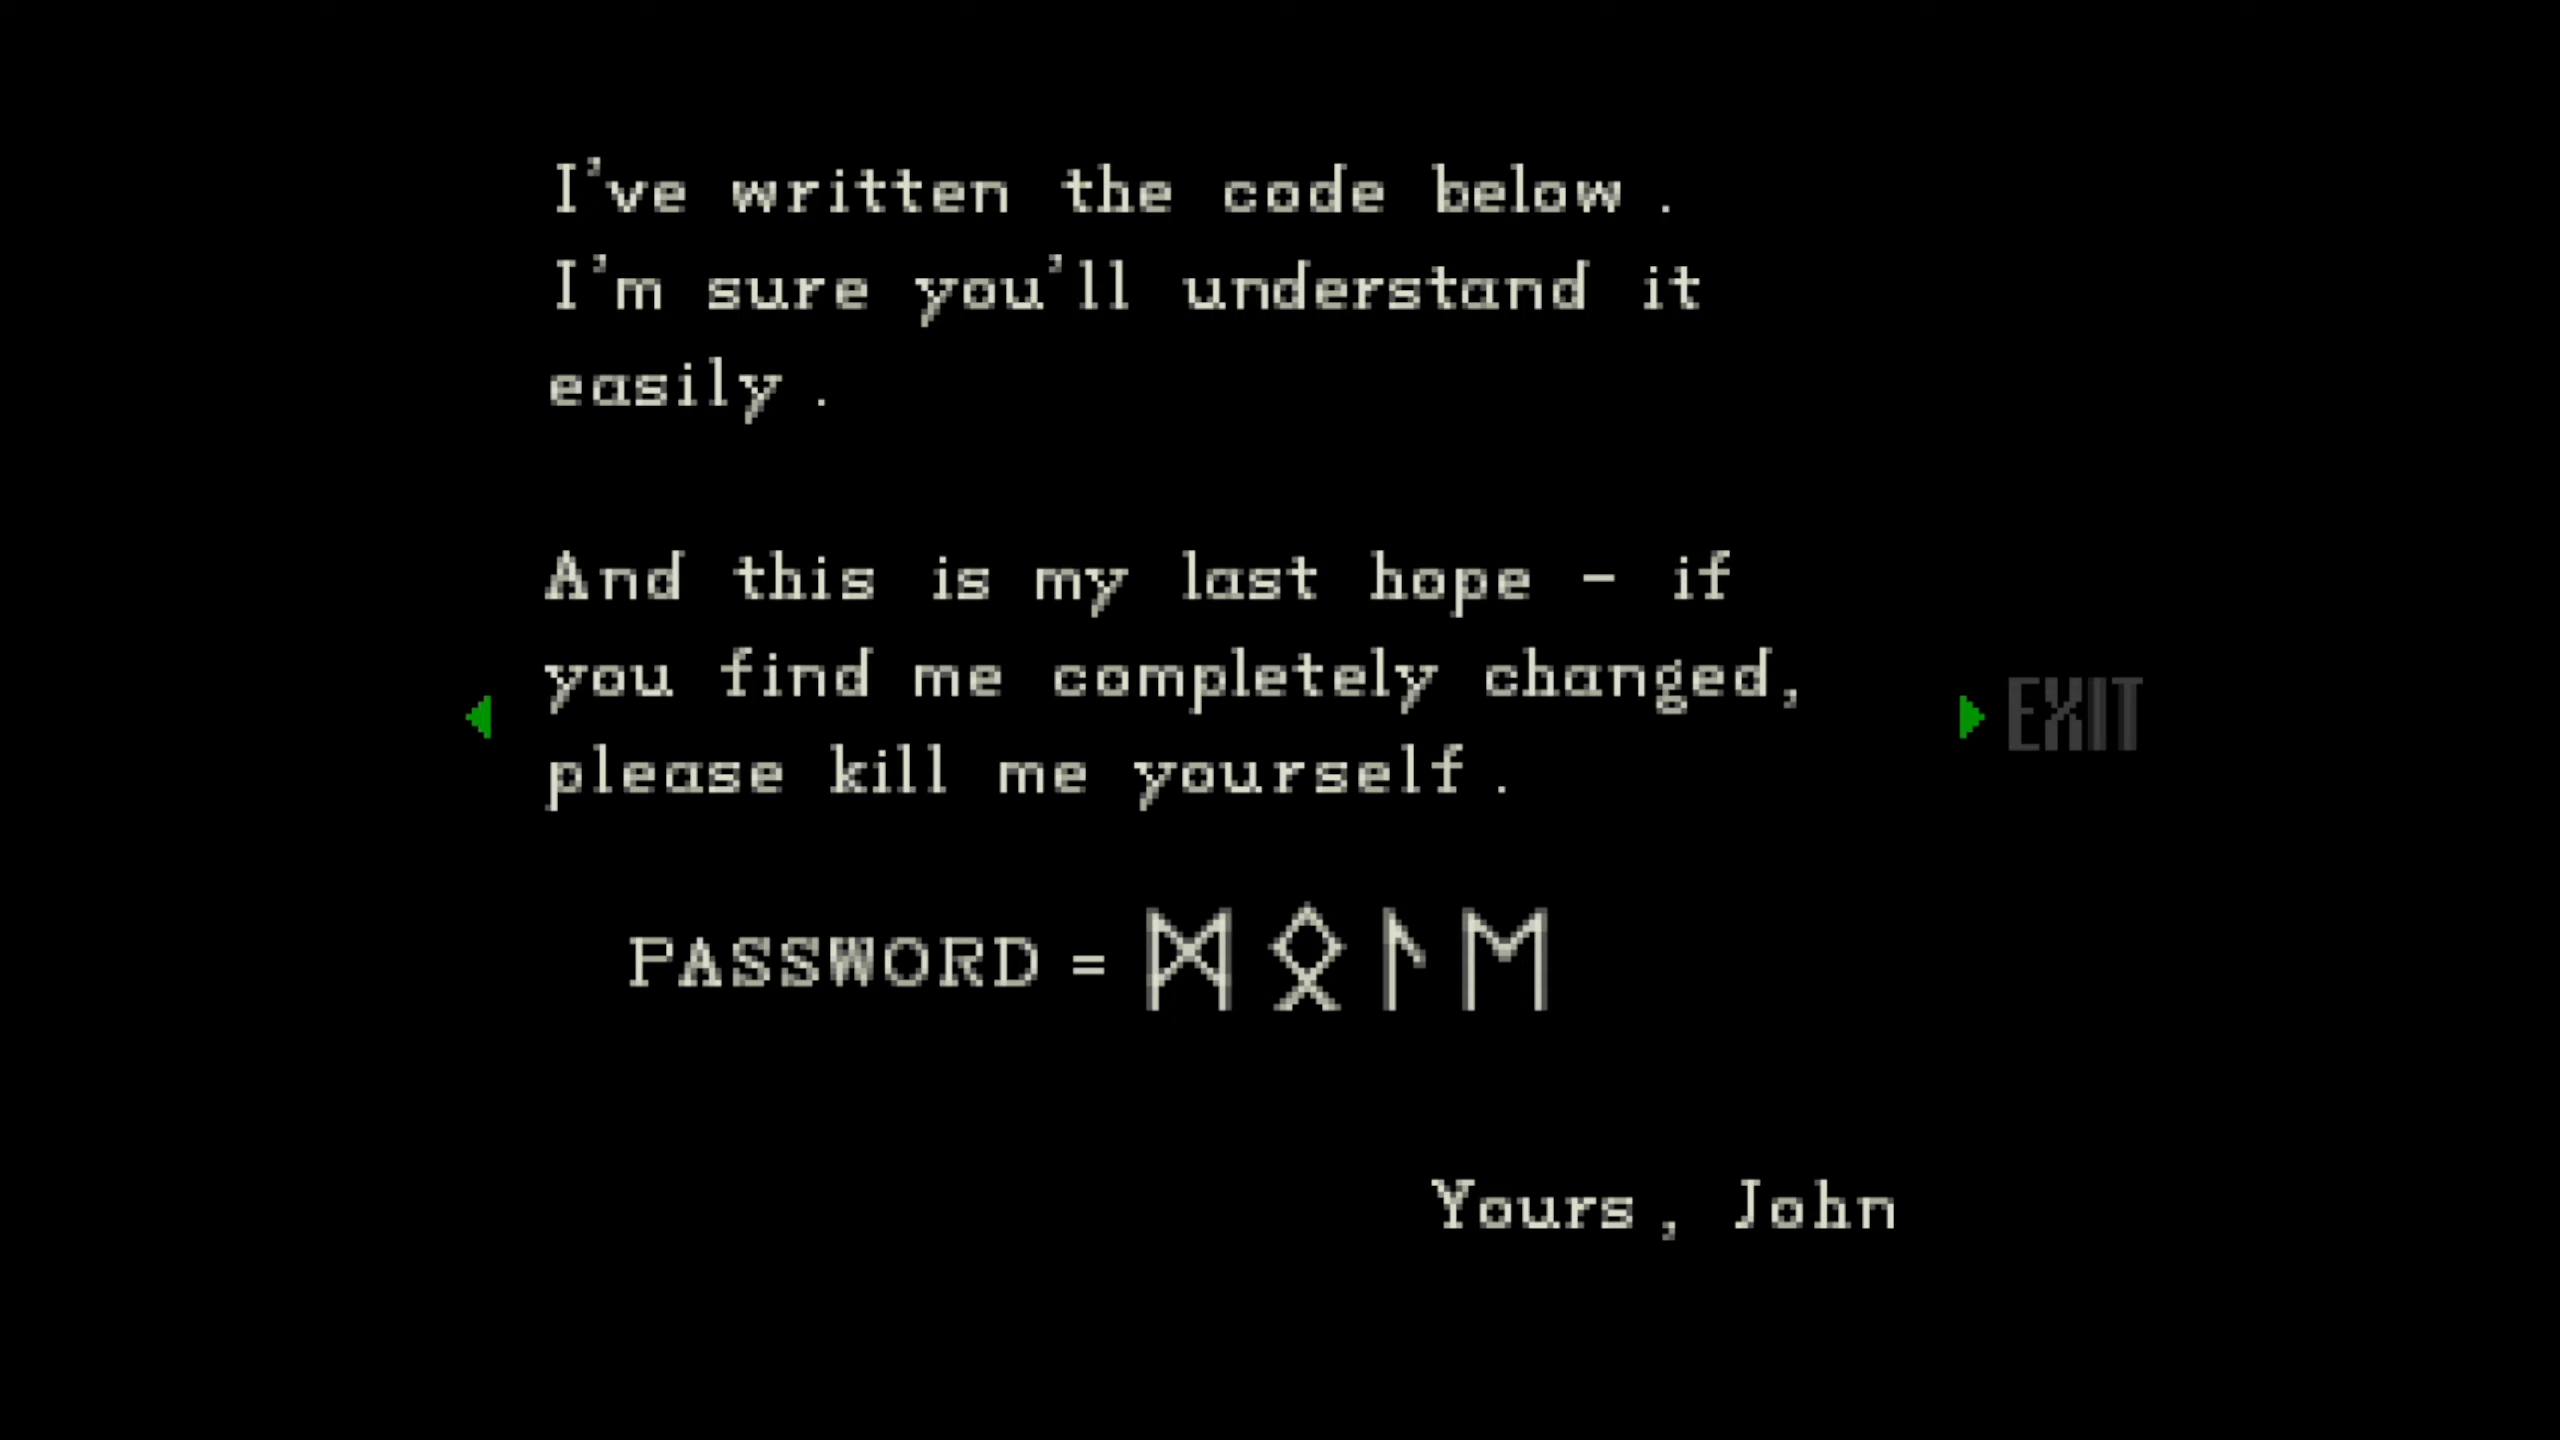 I've written the code below.
I'm sure you'll understand it
easily.
And this is my last hope - if
you find me completely changed,
please kill me yourself.
EXIT
PASSWORD = ᛗᛟᛚᛖ
Yours, John